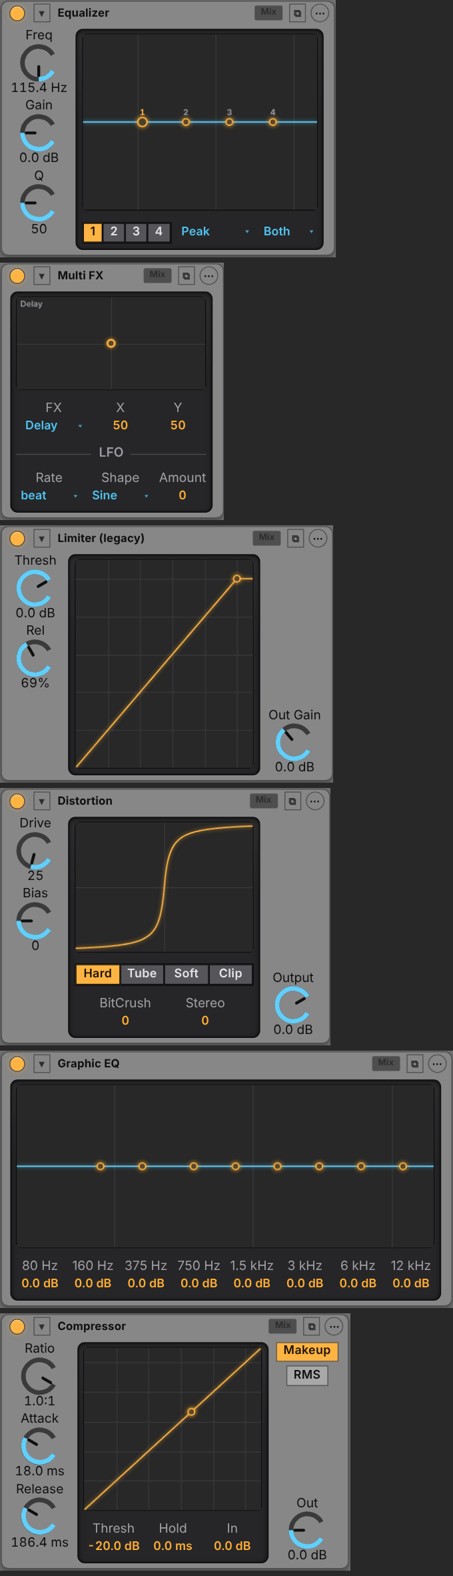 Equalizer Mix
Freq
115.4 Hz
Gain
0.0 dB
Q
50
1 2 3 4
1 2 3 4 Peak Both
Multi FX Mix
Delay
FX X Y
Delay 50 50
LFO
Rate Shape Amount
beat Sine 0
Limiter (legacy) Mix
Thresh
0.0 dB
Rel
69%
Out Gain
0.0 dB
Distortion Mix
Drive
25
Bias
0
Hard Tube Soft Clip
BitCrush Stereo
0 0
Output
0.0 dB
Graphic EQ Mix
80 Hz 160 Hz 375 Hz 750 Hz 1.5 kHz 3 kHz 6 kHz 12 kHz
0.0 dB 0.0 dB 0.0 dB 0.0 dB 0.0 dB 0.0 dB 0.0 dB 0.0 dB
Compressor Mix
Ratio
1.0:1
Attack
18.0 ms
Release
186.4 ms
Makeup
RMS
Thresh Hold In
-20.0 dB 0.0 ms 0.0 dB
Out
0.0 dB